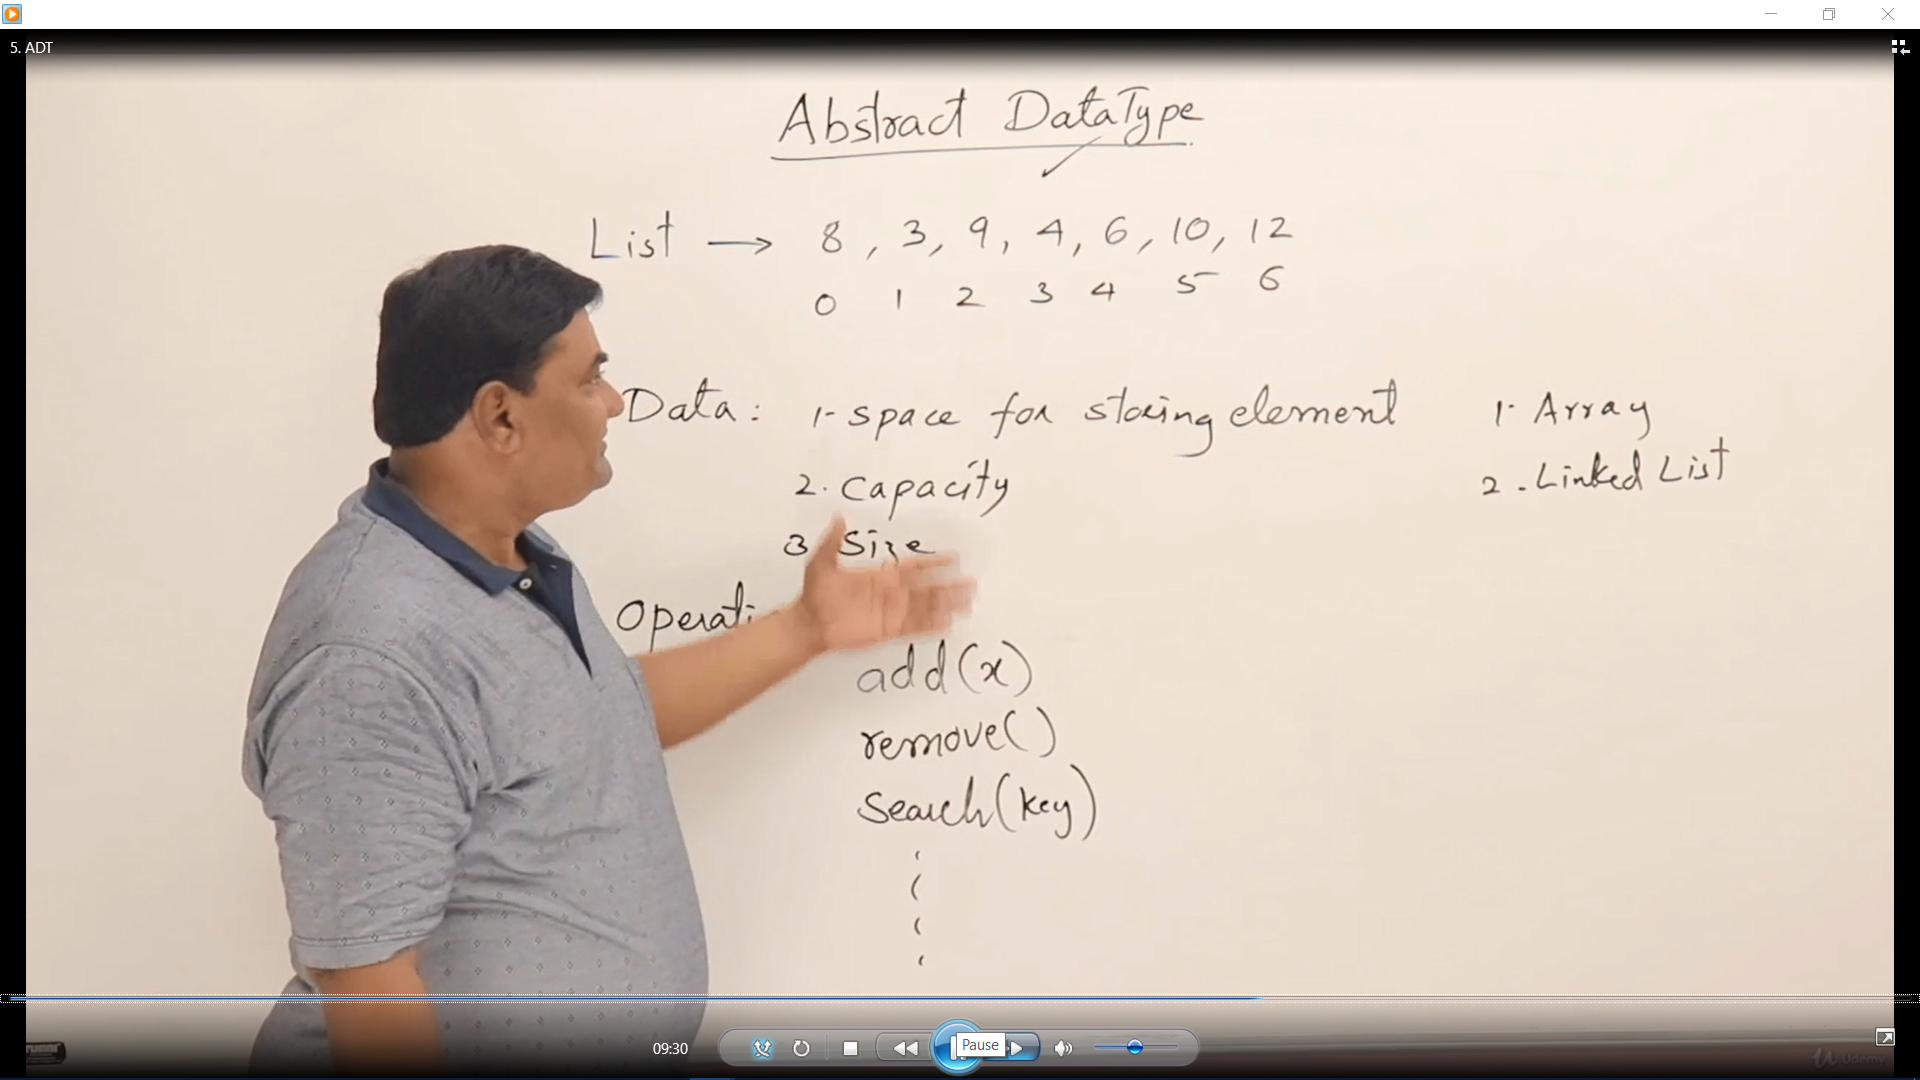 5. ADT
Abstract DataType
List → 8, 3, 9, 4, 6, 10, 12
0 1 2 3 4 5 6
Data: 1- space for storing element
2. Capacity
3 Size
Operati
add(x)
remove()
search(key)
1- Array
2. Linked List
09:30
Pause
Udemy